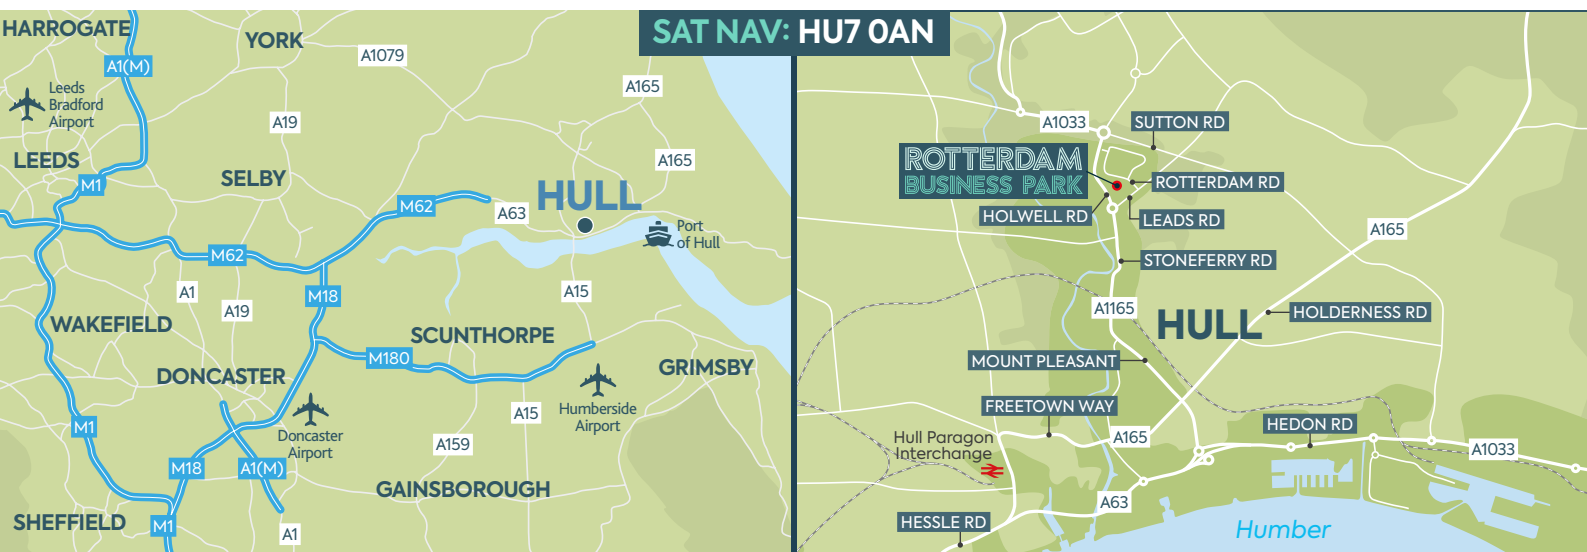 SAT NAV: HU7 0AN
HARROGATE
YORK
A1079
A1(M)
Leeds
Bradford
Airport
A165
A19
LEEDS
A165
M1
SELBY
M62
A63
HULL
Port
of Hull
M62
A1
A19
M18
A15
WAKEFIELD
SCUNTHORPE
M180
GRIMSBY
DONCASTER
Doncaster
Airport
Humberside
Airport
A15
M1
A159
M18
A1(M)
GAINSBOROUGH
SHEFFIELD
M1
A1
A1033
SUTTON RD
ROTTERDAM
BUSINESS PARK
ROTTERDAM RD
HOLWELL RD
LEADS RD
A165
STONEFERRY RD
A1165
HULL
HOLDERNESS RD
MOUNT PLEASANT
FREETOWN WAY
HEDON RD
Hull Paragon
Interchange
A165
A1033
A63
HESSLE RD
Humber